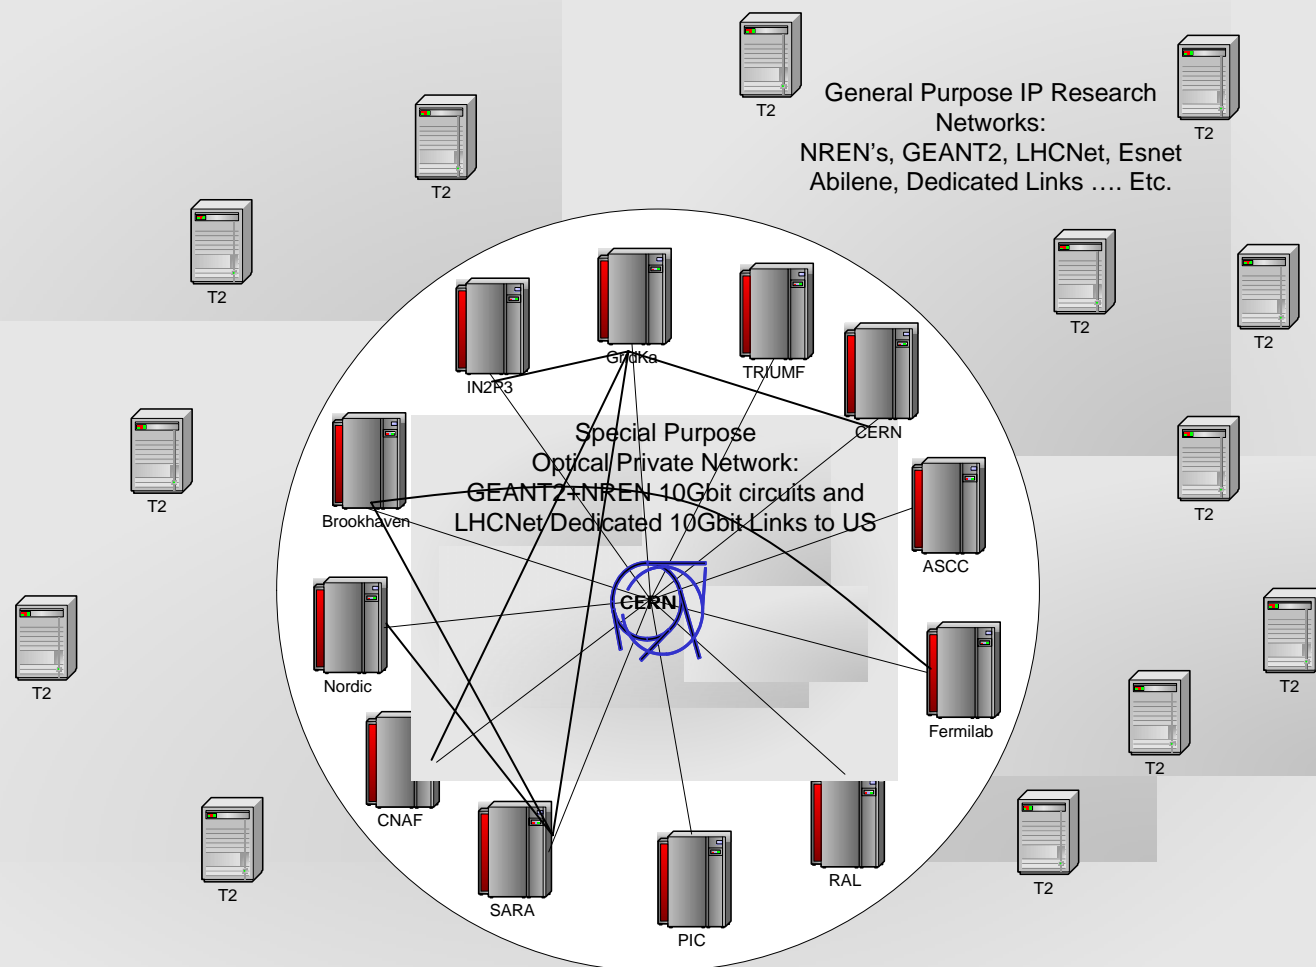 T2
General Purpose IP Research
Networks:
NREN's, GEANT2, LHCNet, Esnet
Abilene, Dedicated Links …. Etc.
T2
T2
T2
T2
T2
GridKa
TRIUMF
IN2P3
CERN
Special Purpose
Optical Private Network:
GEANT2+NREN 10Gbit circuits and
LHCNet Dedicated 10Gbit Links to US
Brookhaven
T2
T2
ASCC
CERN
Nordic
T2
T2
Fermilab
T2
CNAF
SARA
PIC
RAL
T2
T2